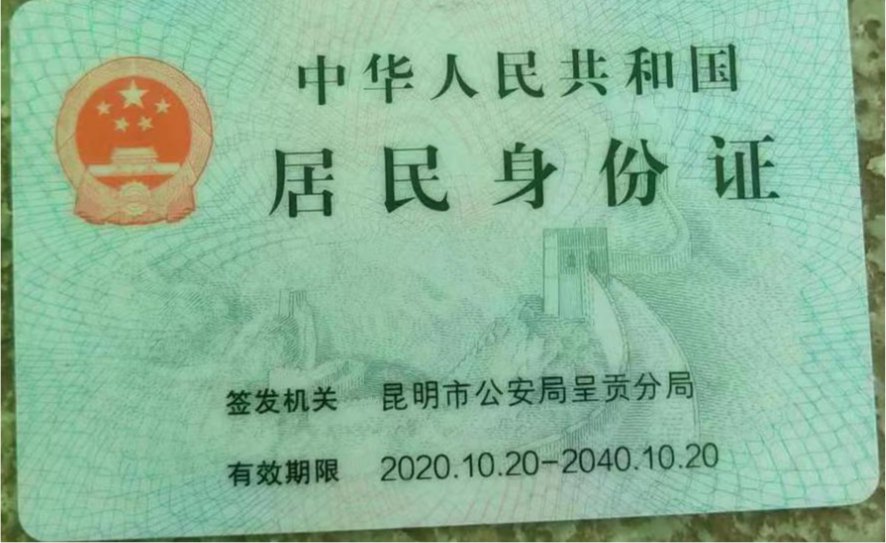 中华人民共和国
居民身份证
签发机关 昆明市公安局呈贡分局
有效期限 2020.10.20-2040.10.20